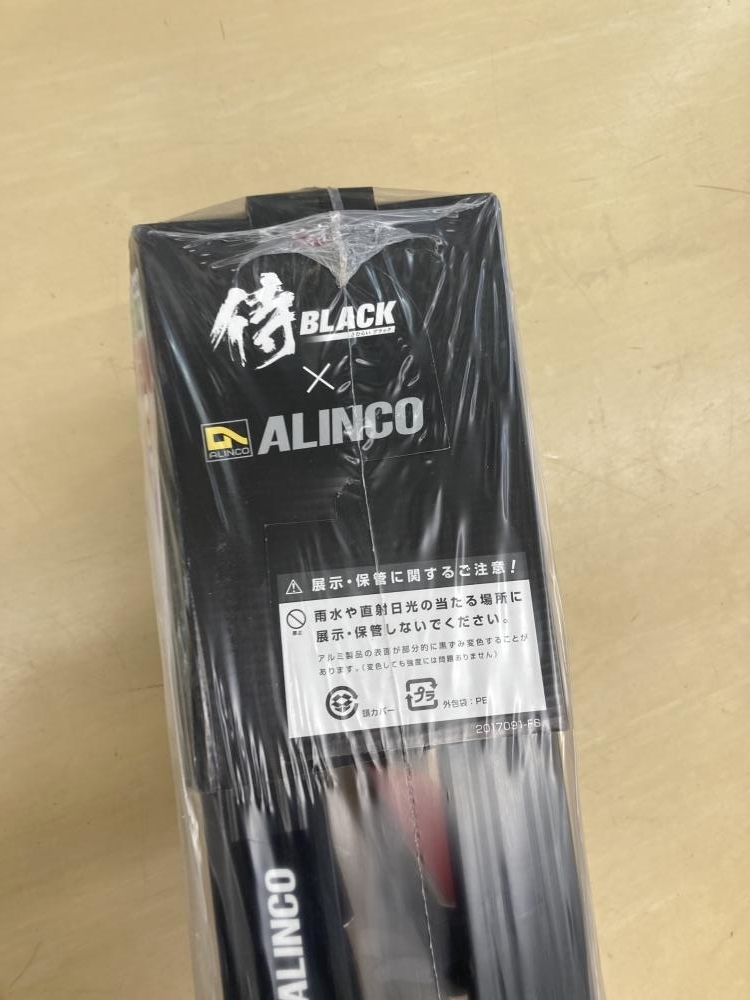 侍BLACK
さむらい ブラック
×
ALINCO ALINCO
展示・保管に関するご注意!
禁止
雨水や直射日光の当たる場所に
展示・保管しないでください。
アルミ製品の表面が部分的に黒ずみ変色することが
あります。(変色しても強度には問題ありません)
頭カバー
プラ
外包袋:PE
2017091-FS
ALINCO